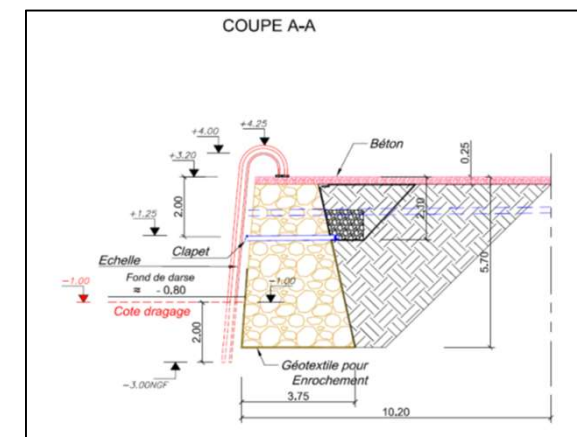 COUPE A-A
+4.25
+4.00
Béton
+3.20
0,25
2.00
2.10
+1.25
Clapet
Echelle
5.70
Fond de darse
≈ - 0.80
-1.00
-1.00
Cote dragage
2.00
Géotextile pour
Enrochement
-3.00NGF
3.75
10.20